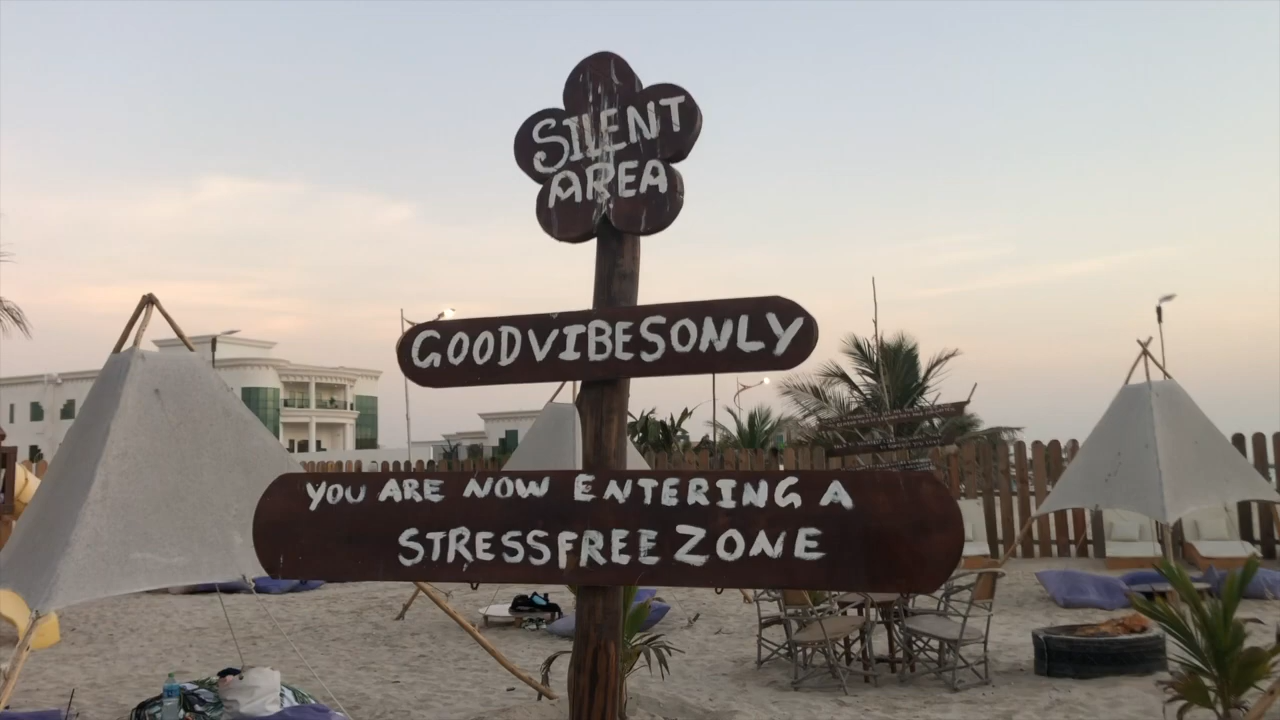 SILENT
AREA
GOODVIBESONLY
YOU ARE NOW ENTERING A
STRESSFREE ZONE